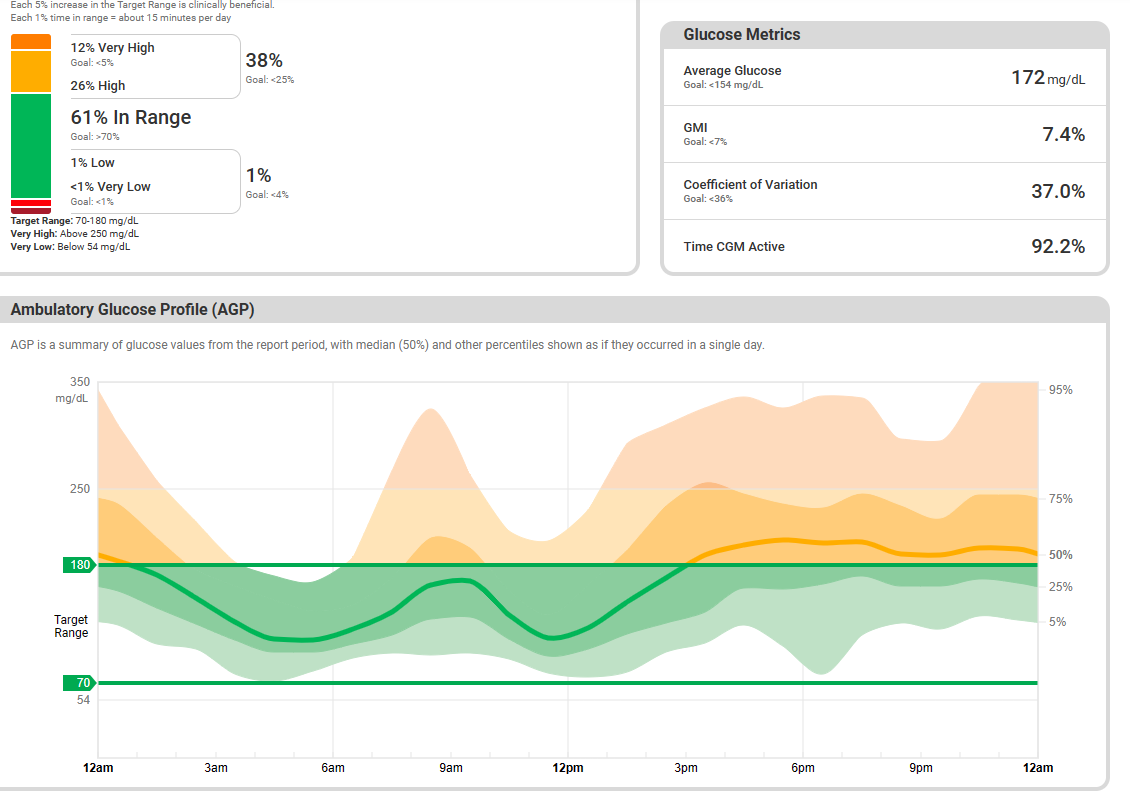 Each 5% increase in the Target Range is clinically beneficial.
Each 1% time in range = about 15 minutes per day
12% Very High
Goal: <5%
26% High
38%
Goal: <25%
61% In Range
Goal: >70%
1% Low
<1% Very Low
Goal: <1%
1%
Goal: <4%
Target Range: 70-180 mg/dL
Very High: Above 250 mg/dL
Very Low: Below 54 mg/dL
Glucose Metrics
Average Glucose
Goal: <154 mg/dL
172 mg/dL
GMI
Goal: <7%
7.4%
Coefficient of Variation
Goal: <36%
37.0%
Time CGM Active
92.2%
Ambulatory Glucose Profile (AGP)
AGP is a summary of glucose values from the report period, with median (50%) and other percentiles shown as if they occurred in a single day.
350
mg/dL
250
180
Target
Range
70
54
95%
75%
50%
25%
5%
12am 3am 6am 9am 12pm 3pm 6pm 9pm 12am